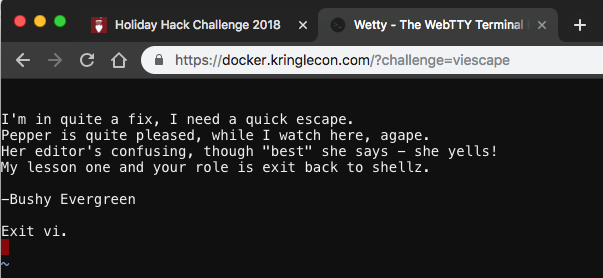 Holiday Hack Challenge 2018
Wetty - The WebTTY Terminal
https://docker.kringlecon.com/?challenge=viescape
I'm in quite a fix, I need a quick escape.
Pepper is quite pleased, while I watch here, agape.
Her editor's confusing, though "best" she says - she yells!
My lesson one and your role is exit back to shellz.
-Bushy Evergreen
Exit vi.
~